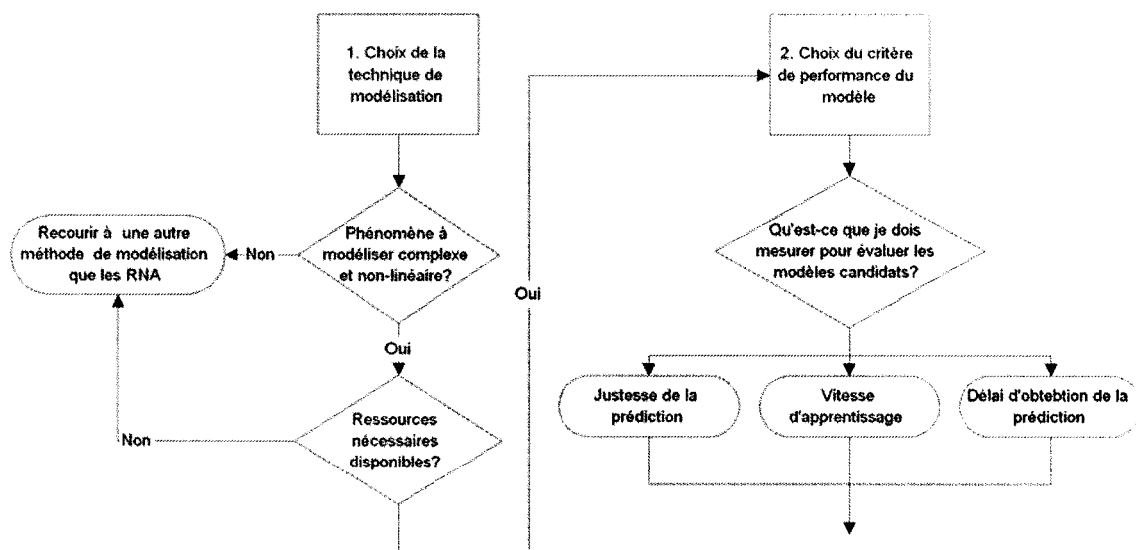 1. Choix de la
technique de
modélisation
Phénomène à
modéliser complexe
et non-linéaire?
Non
Recourir à une autre
méthode de modélisation
que les RNA
Oui
Ressources
nécessaires
disponibles?
Non
Oui
2. Choix du critère
de performance du
modèle
Qu'est-ce que je dois
mesurer pour évaluer les
modèles candidats?
Justesse de la
prédiction
Vitesse
d'apprentissage
Délai d'obtebtion de la
prédiction